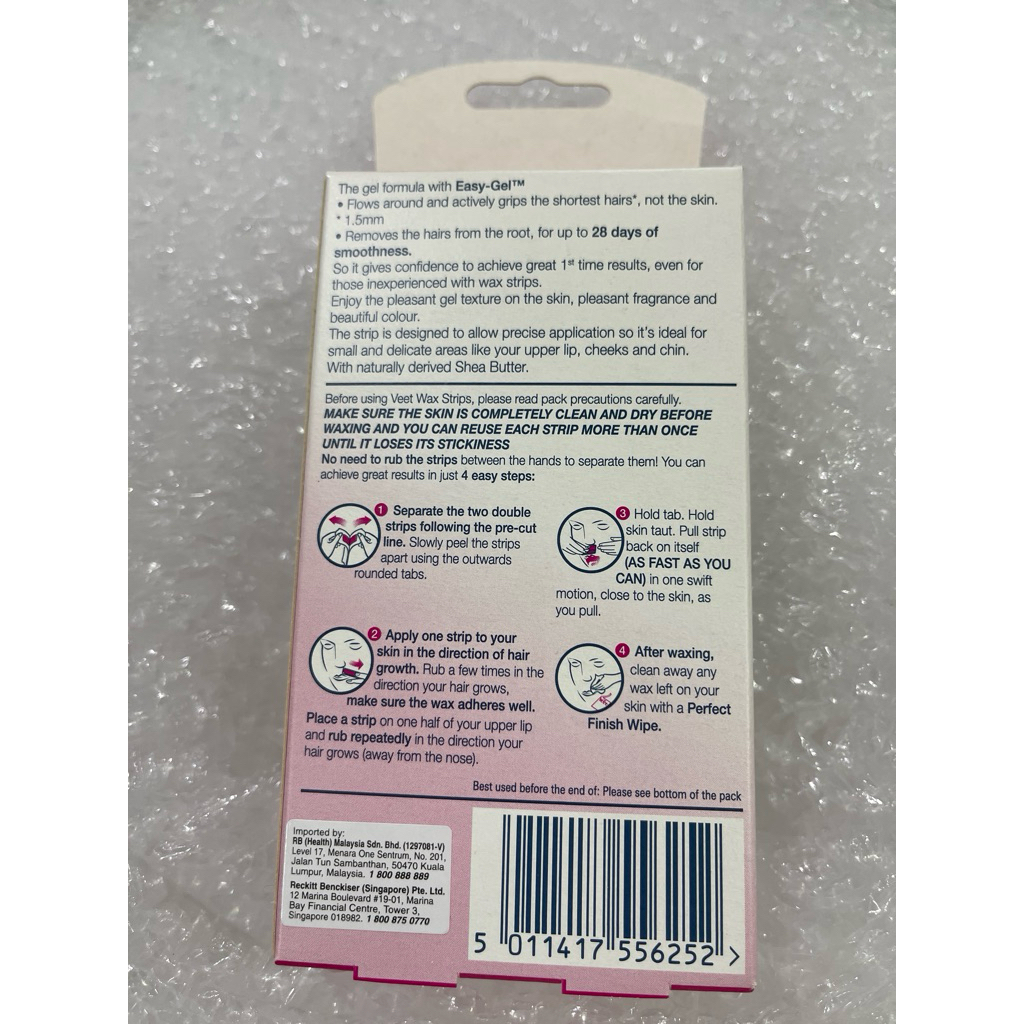 The gel formula with Easy-Gel™
• Flows around and actively grips the shortest hairs*, not the skin.
* 1.5mm
• Removes the hairs from the root, for up to 28 days of
smoothness.
So it gives confidence to achieve great 1st time results, even for
those inexperienced with wax strips.
Enjoy the pleasant gel texture on the skin, pleasant fragrance and
beautiful colour.
The strip is designed to allow precise application so it's ideal for
small and delicate areas like your upper lip, cheeks and chin.
With naturally derived Shea Butter.
Before using Veet Wax Strips, please read pack precautions carefully.
MAKE SURE THE SKIN IS COMPLETELY CLEAN AND DRY BEFORE
WAXING AND YOU CAN REUSE EACH STRIP MORE THAN ONCE
UNTIL IT LOSES ITS STICKINESS
No need to rub the strips between the hands to separate them! You can
achieve great results in just 4 easy steps:
1 Separate the two double
strips following the pre-cut
line. Slowly peel the strips
apart using the outwards
rounded tabs.
2 Apply one strip to your
skin in the direction of hair
growth. Rub a few times in the
direction your hair grows,
make sure the wax adheres well.
Place a strip on one half of your upper lip
and rub repeatedly in the direction your
hair grows (away from the nose).
3 Hold tab. Hold
skin taut. Pull strip
back on itself
(AS FAST AS YOU
CAN) in one swift
motion, close to the skin, as
you pull.
4 After waxing,
clean away any
wax left on your
skin with a Perfect
Finish Wipe.
Best used before the end of: Please see bottom of the pack
Imported by:
RB (Health) Malaysia Sdn. Bhd. (1297081-V)
Level 17, Menara One Sentrum, No. 201,
Jalan Tun Sambanthan, 50470 Kuala
Lumpur, Malaysia. 1 800 888 889
Reckitt Benckiser (Singapore) Pte. Ltd.
12 Marina Boulevard #19-01, Marina
Bay Financial Centre, Tower 3,
Singapore 018982. 1 800 875 0770
5 011417 556252 >